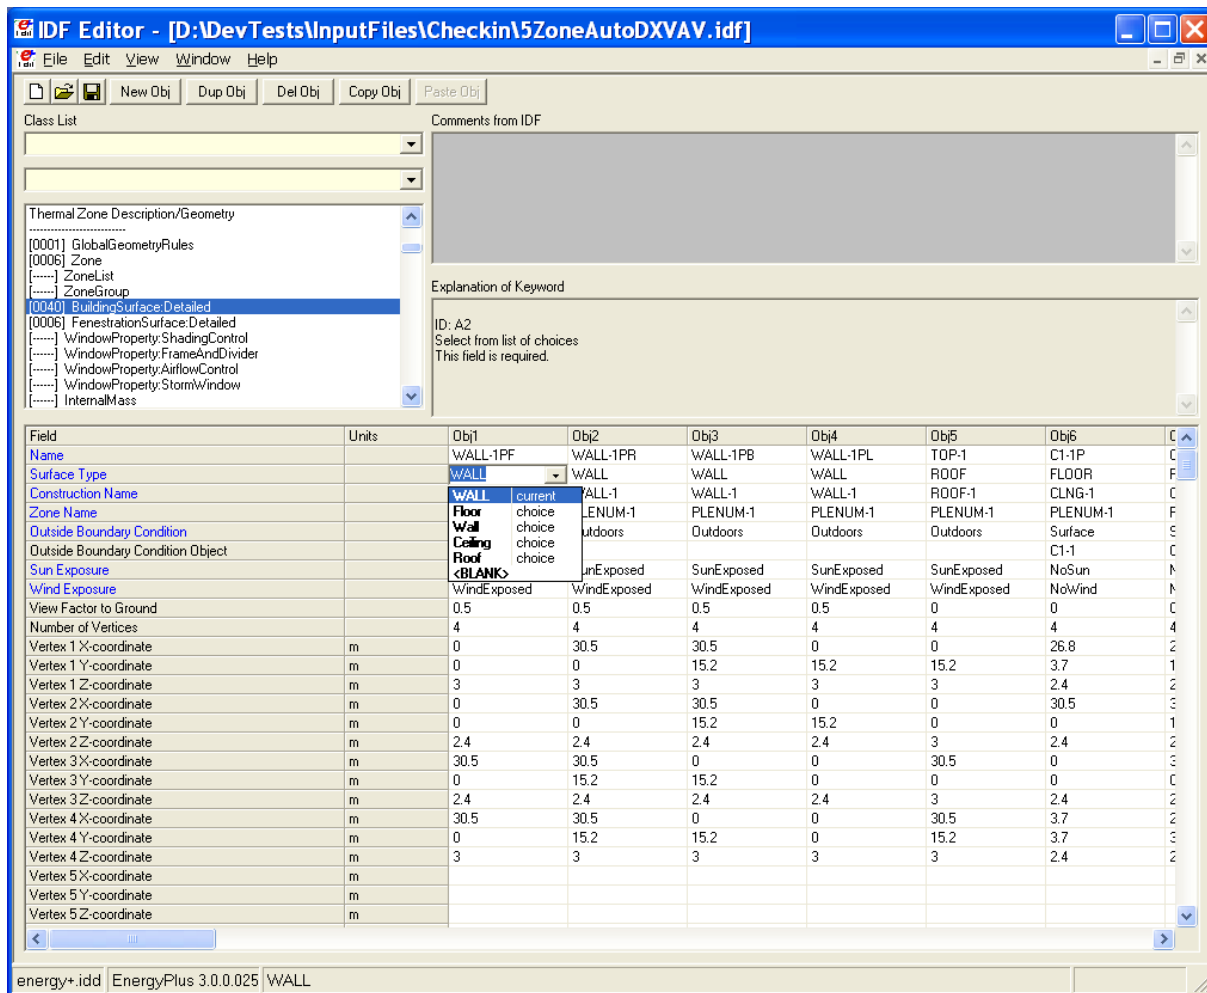 IDF Editor - [D:\DevTests\InputFiles\Checkin\5ZoneAutoDXVAV.idf]
File Edit View Window Help
New Obj Dup Obj Del Obj Copy Obj Paste Obj
Class List
Comments from IDF
Thermal Zone Description/Geometry
--------------------------
[0001] GlobalGeometryRules
[0006] Zone
[------] ZoneList
[------] ZoneGroup
[0040] BuildingSurface:Detailed
[0006] FenestrationSurface:Detailed
[------] WindowProperty:ShadingControl
[------] WindowProperty:FrameAndDivider
[------] WindowProperty:AirflowControl
[------] WindowProperty:StormWindow
[------] InternalMass
Explanation of Keyword
ID: A2
Select from list of choices
This field is required.
Field Units Obj1 Obj2 Obj3 Obj4 Obj5 Obj6
Name WALL-1PF WALL-1PR WALL-1PB WALL-1PL TOP-1 C1-1P
Surface Type WALL WALL WALL WALL ROOF FLOOR
Construction Name ALL-1 WALL-1 WALL-1 ROOF-1 CLNG-1
Zone Name LENUM-1 PLENUM-1 PLENUM-1 PLENUM-1 PLENUM-1
Outside Boundary Condition utdoors Outdoors Outdoors Outdoors Surface
Outside Boundary Condition Object C1-1
Sun Exposure unExposed SunExposed SunExposed SunExposed NoSun
WALL current
Floor choice
Wall choice
Ceiling choice
Roof choice
<BLANK>
Wind Exposure WindExposed WindExposed WindExposed WindExposed WindExposed NoWind
View Factor to Ground 0.5 0.5 0.5 0.5 0 0
Number of Vertices 4 4 4 4 4 4
Vertex 1 X-coordinate m 0 30.5 30.5 0 0 26.8
Vertex 1 Y-coordinate m 0 0 15.2 15.2 15.2 3.7
Vertex 1 Z-coordinate m 3 3 3 3 3 2.4
Vertex 2 X-coordinate m 0 30.5 30.5 0 0 30.5
Vertex 2 Y-coordinate m 0 0 15.2 15.2 0 0
Vertex 2 Z-coordinate m 2.4 2.4 2.4 2.4 3 2.4
Vertex 3 X-coordinate m 30.5 30.5 0 0 30.5 0
Vertex 3 Y-coordinate m 0 15.2 15.2 0 0 0
Vertex 3 Z-coordinate m 2.4 2.4 2.4 2.4 3 2.4
Vertex 4 X-coordinate m 30.5 30.5 0 0 30.5 3.7
Vertex 4 Y-coordinate m 0 15.2 15.2 0 15.2 3.7
Vertex 4 Z-coordinate m 3 3 3 3 3 2.4
Vertex 5 X-coordinate m
Vertex 5 Y-coordinate m
Vertex 5 Z-coordinate m
energy+.idd EnergyPlus 3.0.0.025 WALL